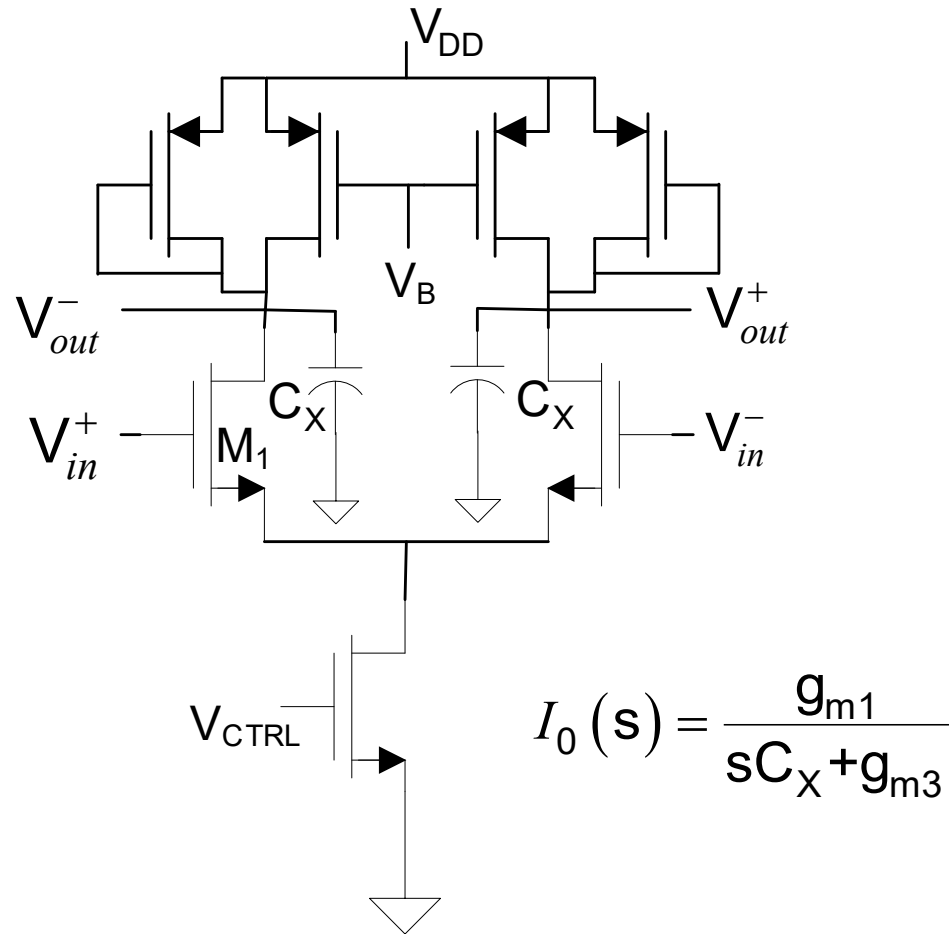 V_DD
V_B
V_out^-
V_out^+
C_X
C_X
V_in^+
M_1
V_in^-
V_CTRL
I_0(s) = g_m1 / (sC_X+g_m3)